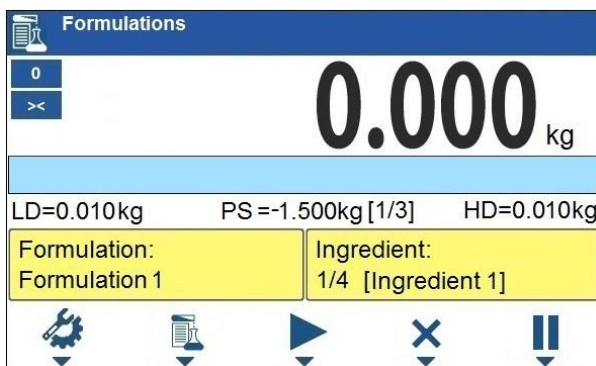 Formulations
0
><
0.000 kg
LD=0.010kg PS=-1.500kg [1/3] HD=0.010kg
Formulation:
Formulation 1
Ingredient:
1/4 [Ingredient 1]